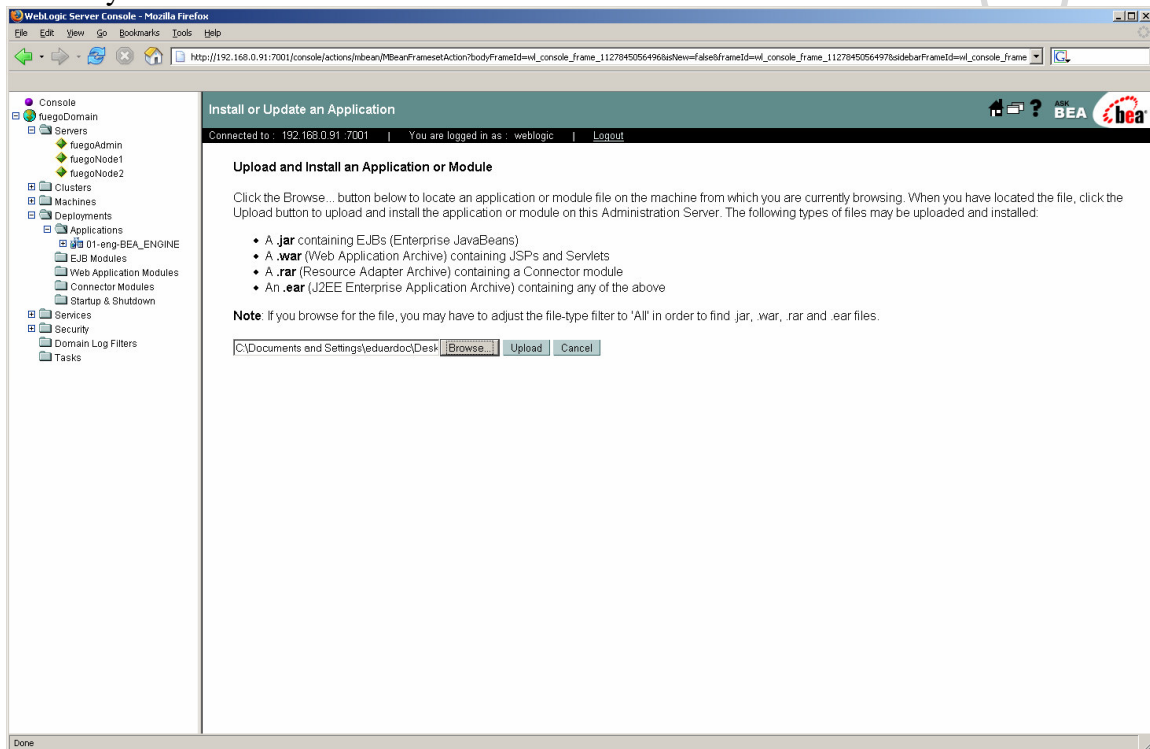 WebLogic Server Console - Mozilla Firefox
File Edit View Go Bookmarks Tools Help
http://192.168.0.91:7001/console/actions/mbean/MBeanFramesetAction?bodyFrameId=wl_console_frame_1127845056496&isNew=false&frameId=wl_console_frame_1127845056497&sidebarFrameId=wl_console_frame
Console
fuegoDomain
Servers
fuegoAdmin
fuegoNode1
fuegoNode2
Clusters
Machines
Deployments
Applications
01-eng-BEA_ENGINE
EJB Modules
Web Application Modules
Connector Modules
Startup & Shutdown
Services
Security
Domain Log Filters
Tasks
Install or Update an Application
? ASK BEA bea
Connected to : 192.168.0.91 :7001 | You are logged in as : weblogic | Logout
Upload and Install an Application or Module
Click the Browse... button below to locate an application or module file on the machine from which you are currently browsing. When you have located the file, click the
Upload button to upload and install the application or module on this Administration Server. The following types of files may be uploaded and installed:
◆ A .jar containing EJBs (Enterprise JavaBeans)
◆ A .war (Web Application Archive) containing JSPs and Servlets
◆ A .rar (Resource Adapter Archive) containing a Connector module
◆ An .ear (J2EE Enterprise Application Archive) containing any of the above
Note: If you browse for the file, you may have to adjust the file-type filter to 'All' in order to find .jar, .war, .rar and .ear files.
C:\Documents and Settings\eduardoc\Desk Browse... Upload Cancel
Done